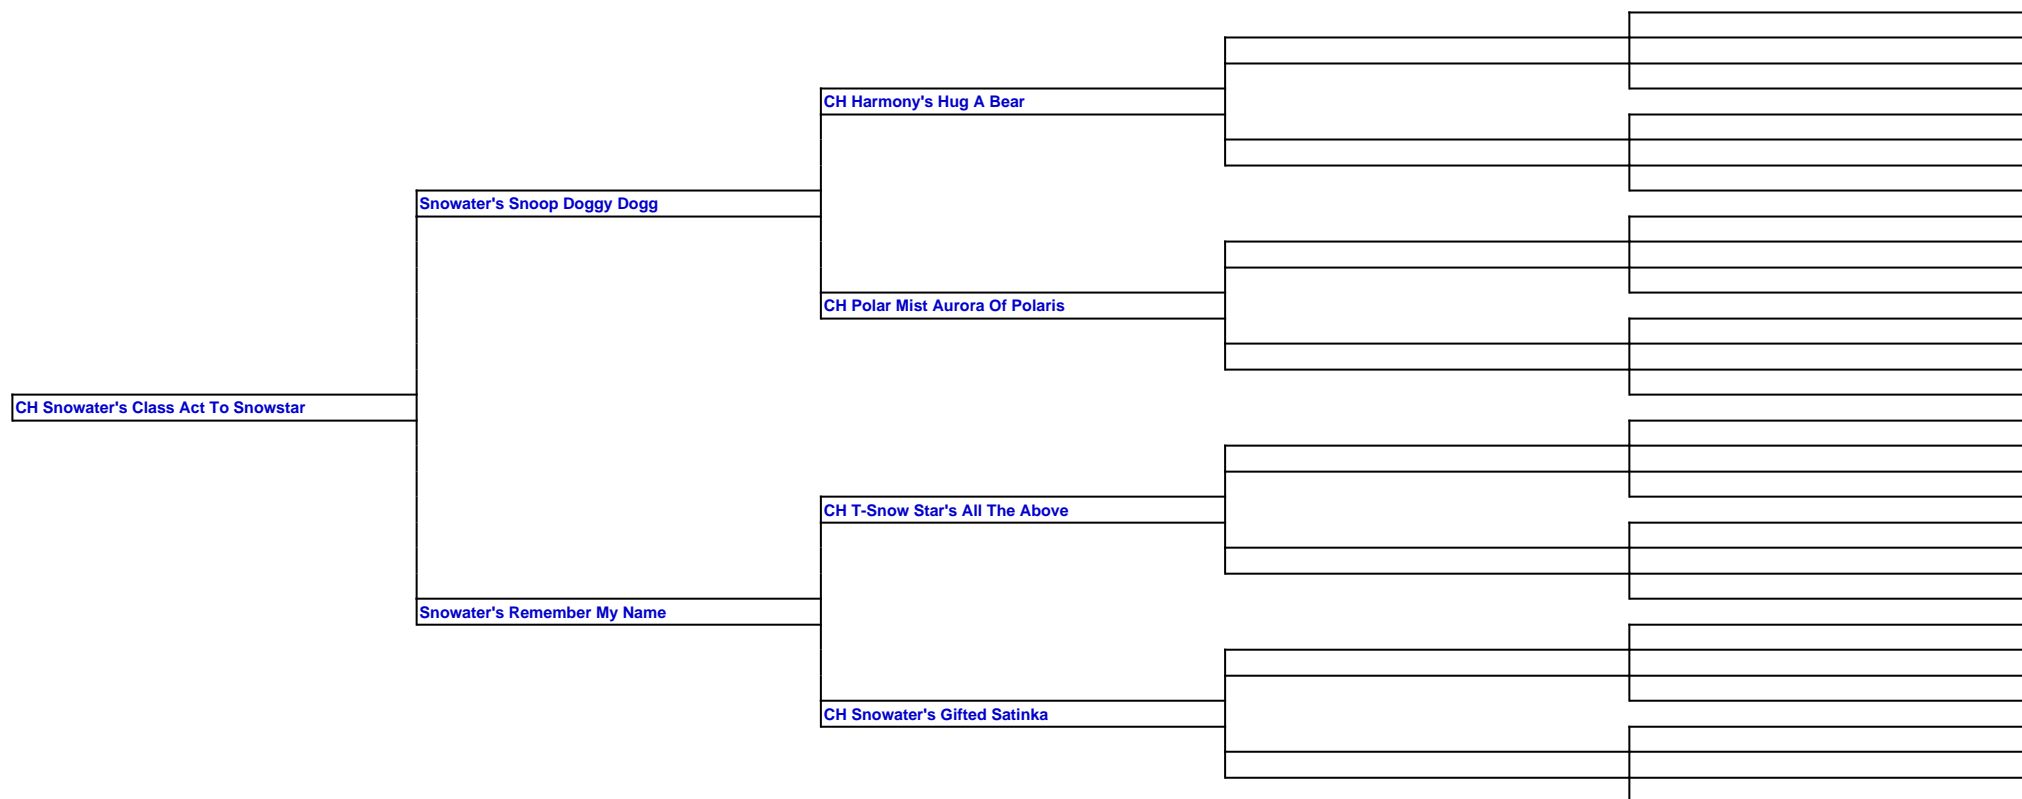 CH Harmony's Hug A Bear
Snowater's Snoop Doggy Dogg
CH Polar Mist Aurora Of Polaris
CH Snowater's Class Act To Snowstar
CH T-Snow Star's All The Above
Snowater's Remember My Name
CH Snowater's Gifted Satinka